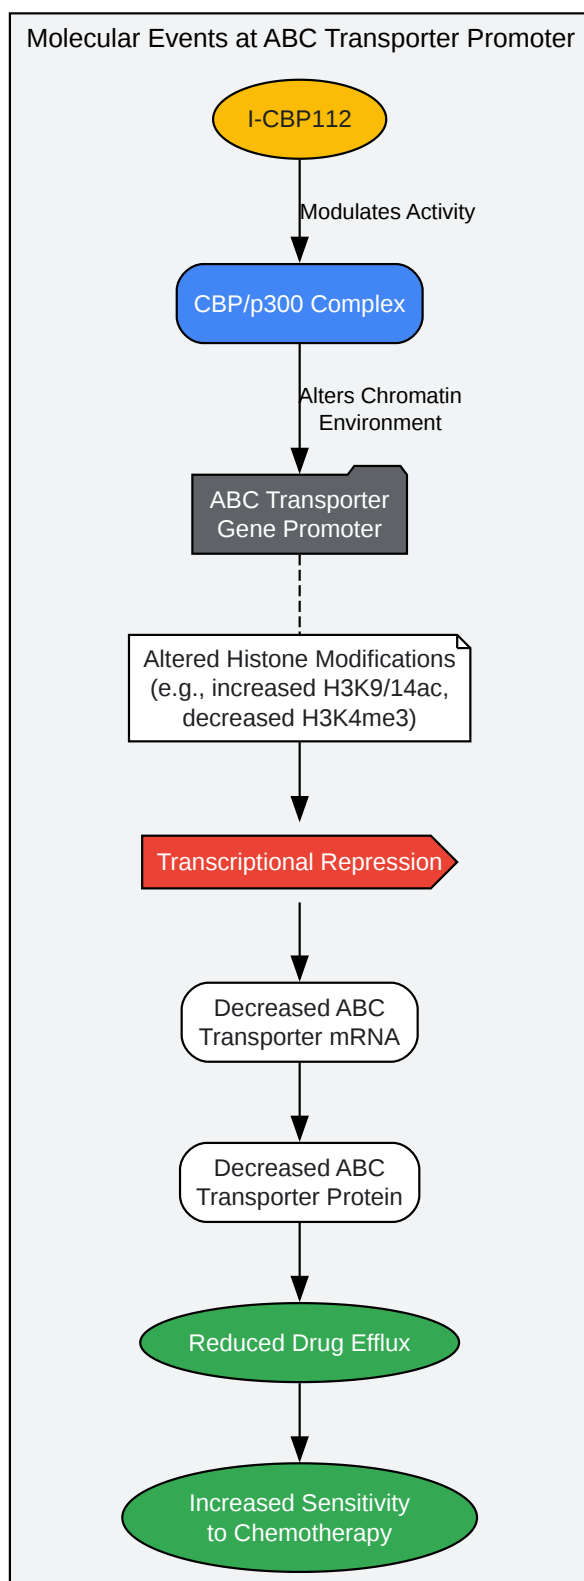 Molecular Events at ABC Transporter Promoter
I-CBP112
Modulates Activity
CBP/p300 Complex
Alters Chromatin
Environment
ABC Transporter
Gene Promoter
Altered Histone Modifications
(e.g., increased H3K9/14ac,
decreased H3K4me3)
Transcriptional Repression
Decreased ABC
Transporter mRNA
Decreased ABC
Transporter Protein
Reduced Drug Efflux
Increased Sensitivity
to Chemotherapy